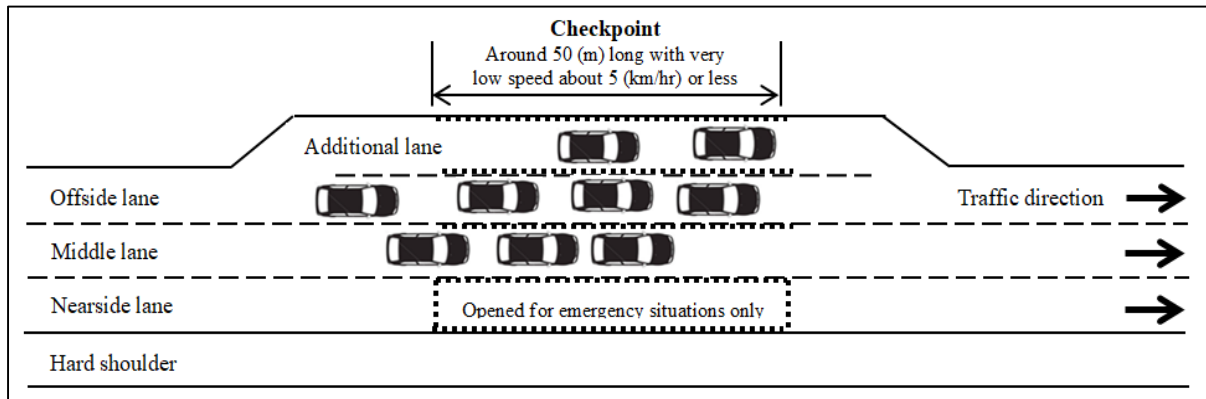 Checkpoint
Around 50 (m) long with very
low speed about 5 (km/hr) or less
Additional lane
Offside lane
Traffic direction
Middle lane
Nearside lane
Opened for emergency situations only
Hard shoulder